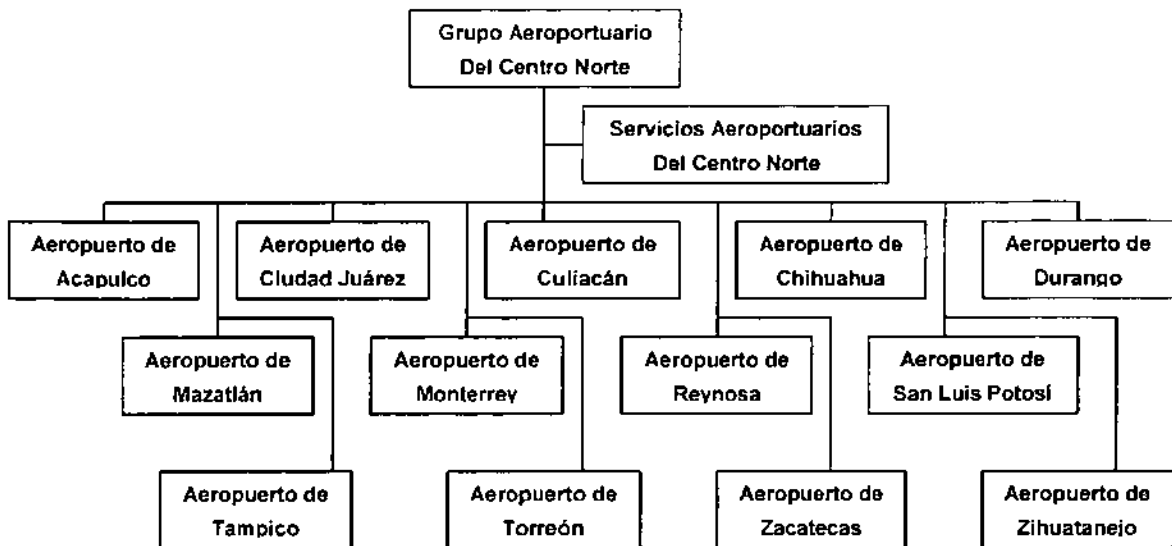 Grupo Aeroportuario
Del Centro Norte
Servicios Aeroportuarios
Del Centro Norte
Aeropuerto de
Acapulco
Aeropuerto de
Ciudad Juárez
Aeropuerto de
Culiacán
Aeropuerto de
Chihuahua
Aeropuerto de
Durango
Aeropuerto de
Mazatlán
Aeropuerto de
Monterrey
Aeropuerto de
Reynosa
Aeropuerto de
San Luis Potosí
Aeropuerto de
Tampico
Aeropuerto de
Torreón
Aeropuerto de
Zacatecas
Aeropuerto de
Zihuatanejo